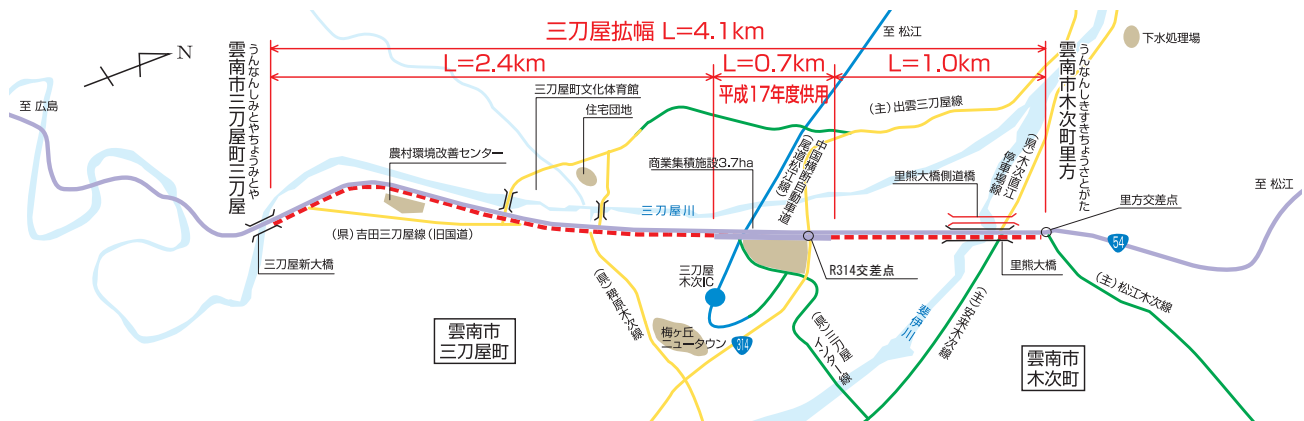 三刀屋拡幅 L=4.1km
L=2.4km
L=0.7km
L=1.0km
平成17年度供用
N
至 広島
至 松江
下水処理場
うんなんしみとやちょうみとや
雲南市三刀屋町三刀屋
うんなんしきすきちょうさとがた
雲南市木次町里方
三刀屋町文化体育館
住宅団地
農村環境改善センター
商業集積施設3.7ha
中国横断自動車道
(尾道松江線)
(主)出雲三刀屋線
(県)木次直江
停車場線
里熊大橋側道橋
至 松江
里方交差点
三刀屋川
(県)吉田三刀屋線(旧国道)
三刀屋新大橋
54
里熊大橋
R314交差点
三刀屋
木次IC
(県)稗原木次線
梅ヶ丘
ニュータウン
314
(県)三刀屋
インター線
斐伊川
(主)安来木次線
(主)松江木次線
雲南市
三刀屋町
雲南市
木次町